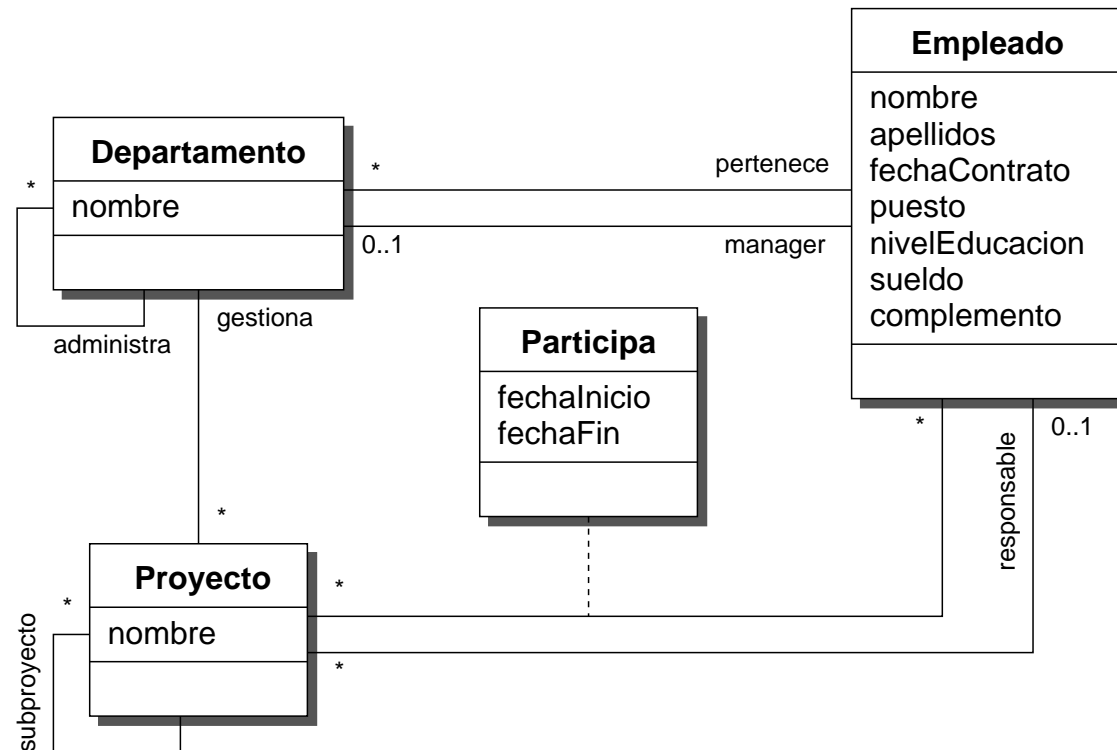 Empleado
nombre
apellidos
fechaContrato
puesto
nivelEducacion
sueldo
complemento
Departamento
nombre
*
*
pertenece
0..1
manager
administra
gestiona
Participa
fechaInicio
fechaFin
*
0..1
responsable
*
Proyecto
nombre
*
*
*
subproyecto